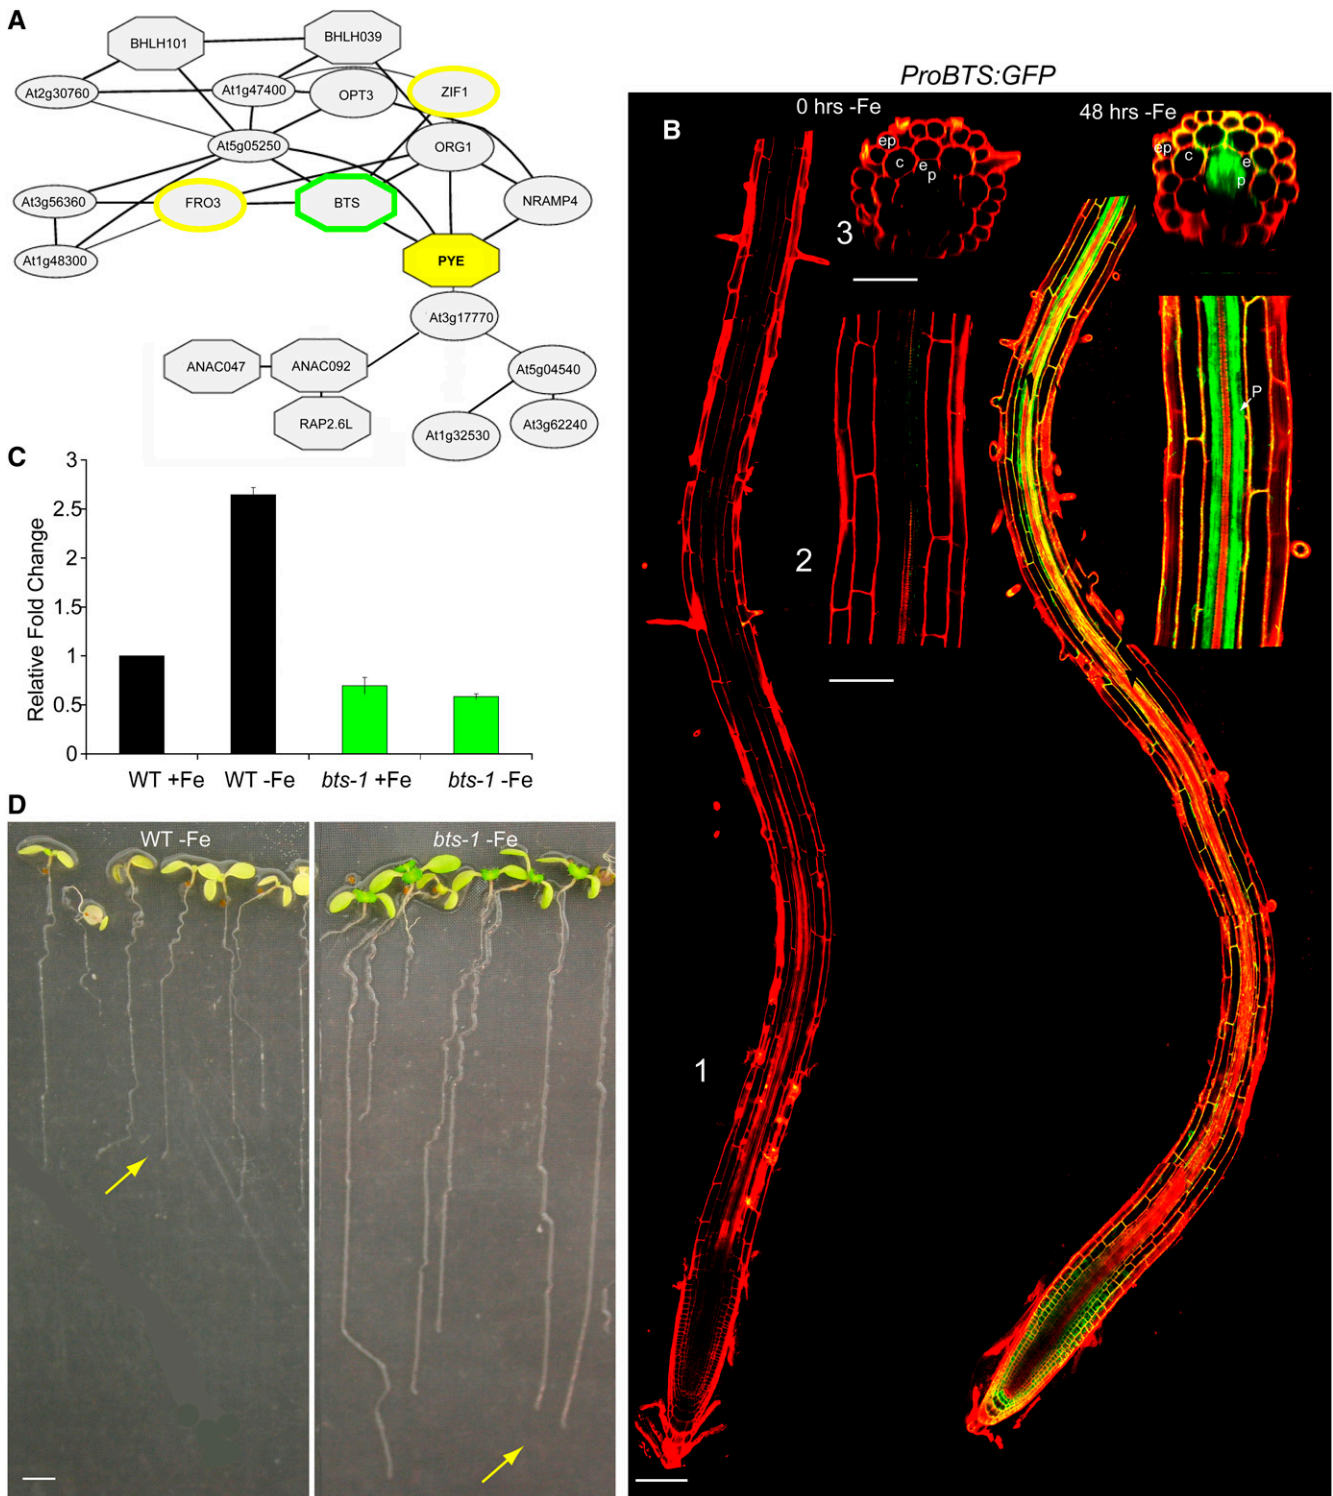 A
BHLH101
BHLH039
At2g30760
At1g47400
OPT3
ZIF1
At5g05250
ORG1
At3g56360
FRO3
BTS
NRAMP4
At1g48300
PYE
At3g17770
ANAC047
ANAC092
At5g04540
RAP2.6L
At1g32530
At3g62240
ProBTS:GFP
B
0 hrs -Fe
48 hrs -Fe
ep
c
e
p
ep
c
e
p
3
P
2
1
C
Relative Fold Change
3
2.5
2
1.5
1
0.5
0
WT +Fe
WT -Fe
bts-1 +Fe
bts-1 -Fe
D
WT -Fe
bts-1 -Fe